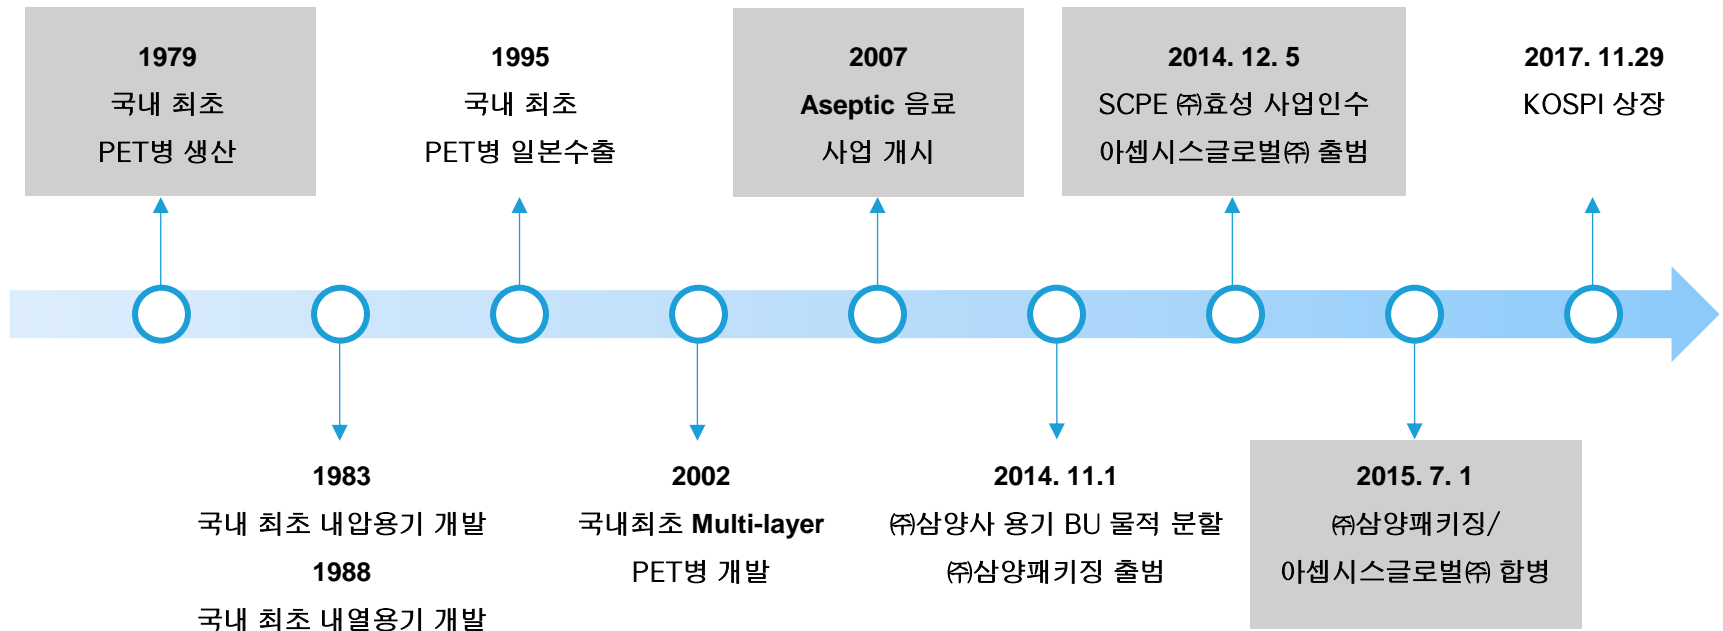 1979
국내 최초
PET병 생산
1995
국내 최초
PET병 일본수출
2007
Aseptic 음료
사업 개시
2014. 12. 5
SCPE ㈜효성 사업인수
아셉시스글로벌㈜ 출범
2017. 11.29
KOSPI 상장
1983
국내 최초 내압용기 개발
1988
국내 최초 내열용기 개발
2002
국내최초 Multi-layer
PET병 개발
2014. 11.1
㈜삼양사 용기 BU 물적 분할
㈜삼양패키징 출범
2015. 7. 1
㈜삼양패키징/
아셉시스글로벌㈜ 합병